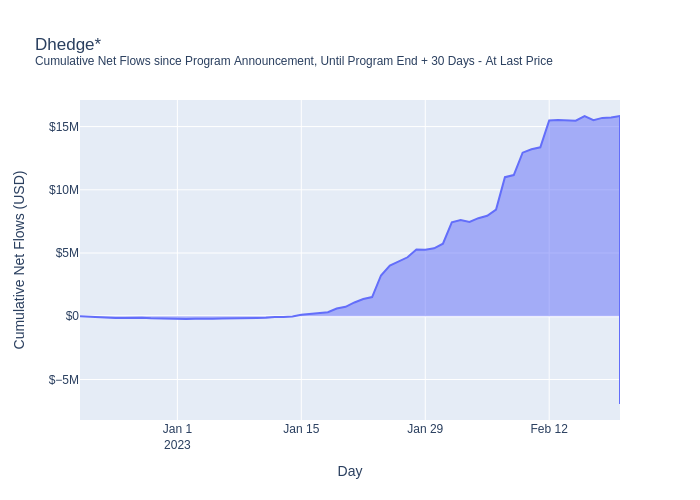 Dhedge*
Cumulative Net Flows since Program Announcement, Until Program End + 30 Days - At Last Price
Cumulative Net Flows (USD)
$15M
$10M
$5M
$0
$−5M
Jan 1
2023
Jan 15
Jan 29
Feb 12
Day